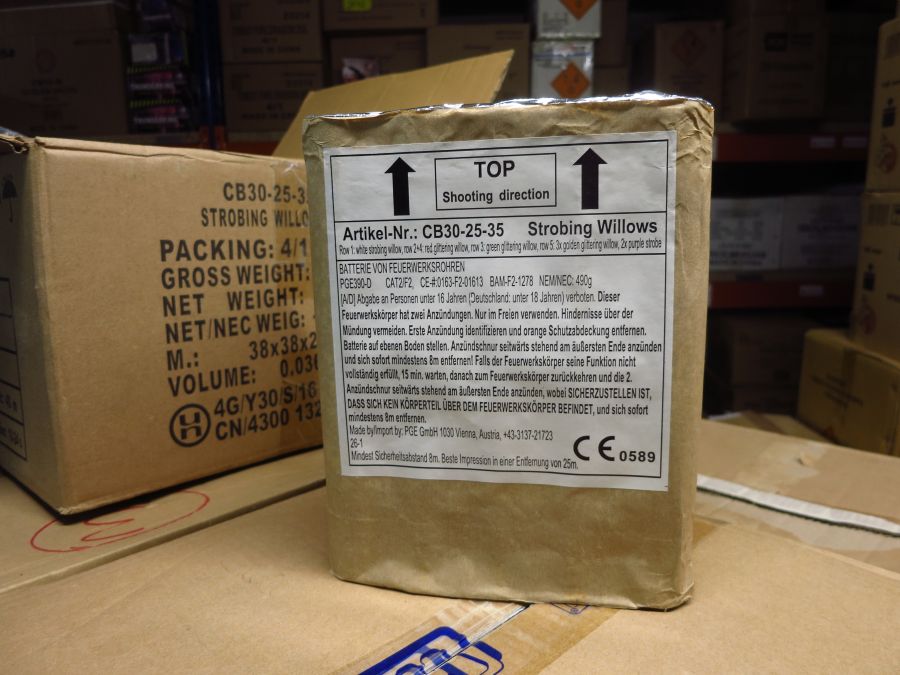 CB30-25-3
STROBING WILLO
PACKING: 4/1
GROSS WEIGHT:
NET WEIGHT:
NET/NEC WEIG:
M.: 38x38x2
VOLUME: 0.036
4G/Y30/S/16
CN/4300 132
TOP
Shooting direction
Artikel-Nr.: CB30-25-35 Strobing Willows
Row 1: white strobing willow, row 2+4: red glittering willow, row 3: green glittering willow, row 5: 3x golden glittering willow, 2x purple strobe
BATTERIE VON FEUERWERKSROHREN
PGE390-D CAT2/F2, CE-#:0163-F2-01613 BAM-F2-1278 NEM/NEC: 490g
[A/D] Abgabe an Personen unter 16 Jahren (Deutschland: unter 18 Jahren) verboten. Dieser
Feuerwerkskörper hat zwei Anzündungen. Nur im Freien verwenden. Hindernisse über der
Mündung vermeiden. Erste Anzündung identifizieren und orange Schutzabdeckung entfernen.
Batterie auf ebenen Boden stellen. Anzündschnur seitwärts stehend am äußersten Ende anzünden
und sich sofort mindestens 8m entfernen! Falls der Feuerwerkskörper seine Funktion nicht
vollständig erfüllt, 15 min. warten, danach zum Feuerwerkskörper zurückkehren und die 2.
Anzündschnur seitwärts stehend am äußersten Ende anzünden, wobei SICHERZUSTELLEN IST,
DASS SICH KEIN KÖRPERTEIL ÜBER DEM FEUERWERKSKÖRPER BEFINDET, und sich sofort
mindestens 8m entfernen.
Made by/Import by: PGE GmbH 1030 Vienna, Austria, +43-3137-21723
26-1
Mindest Sicherheitsabstand 8m. Beste Impression in einer Entfernung von 25m.
CE 0589